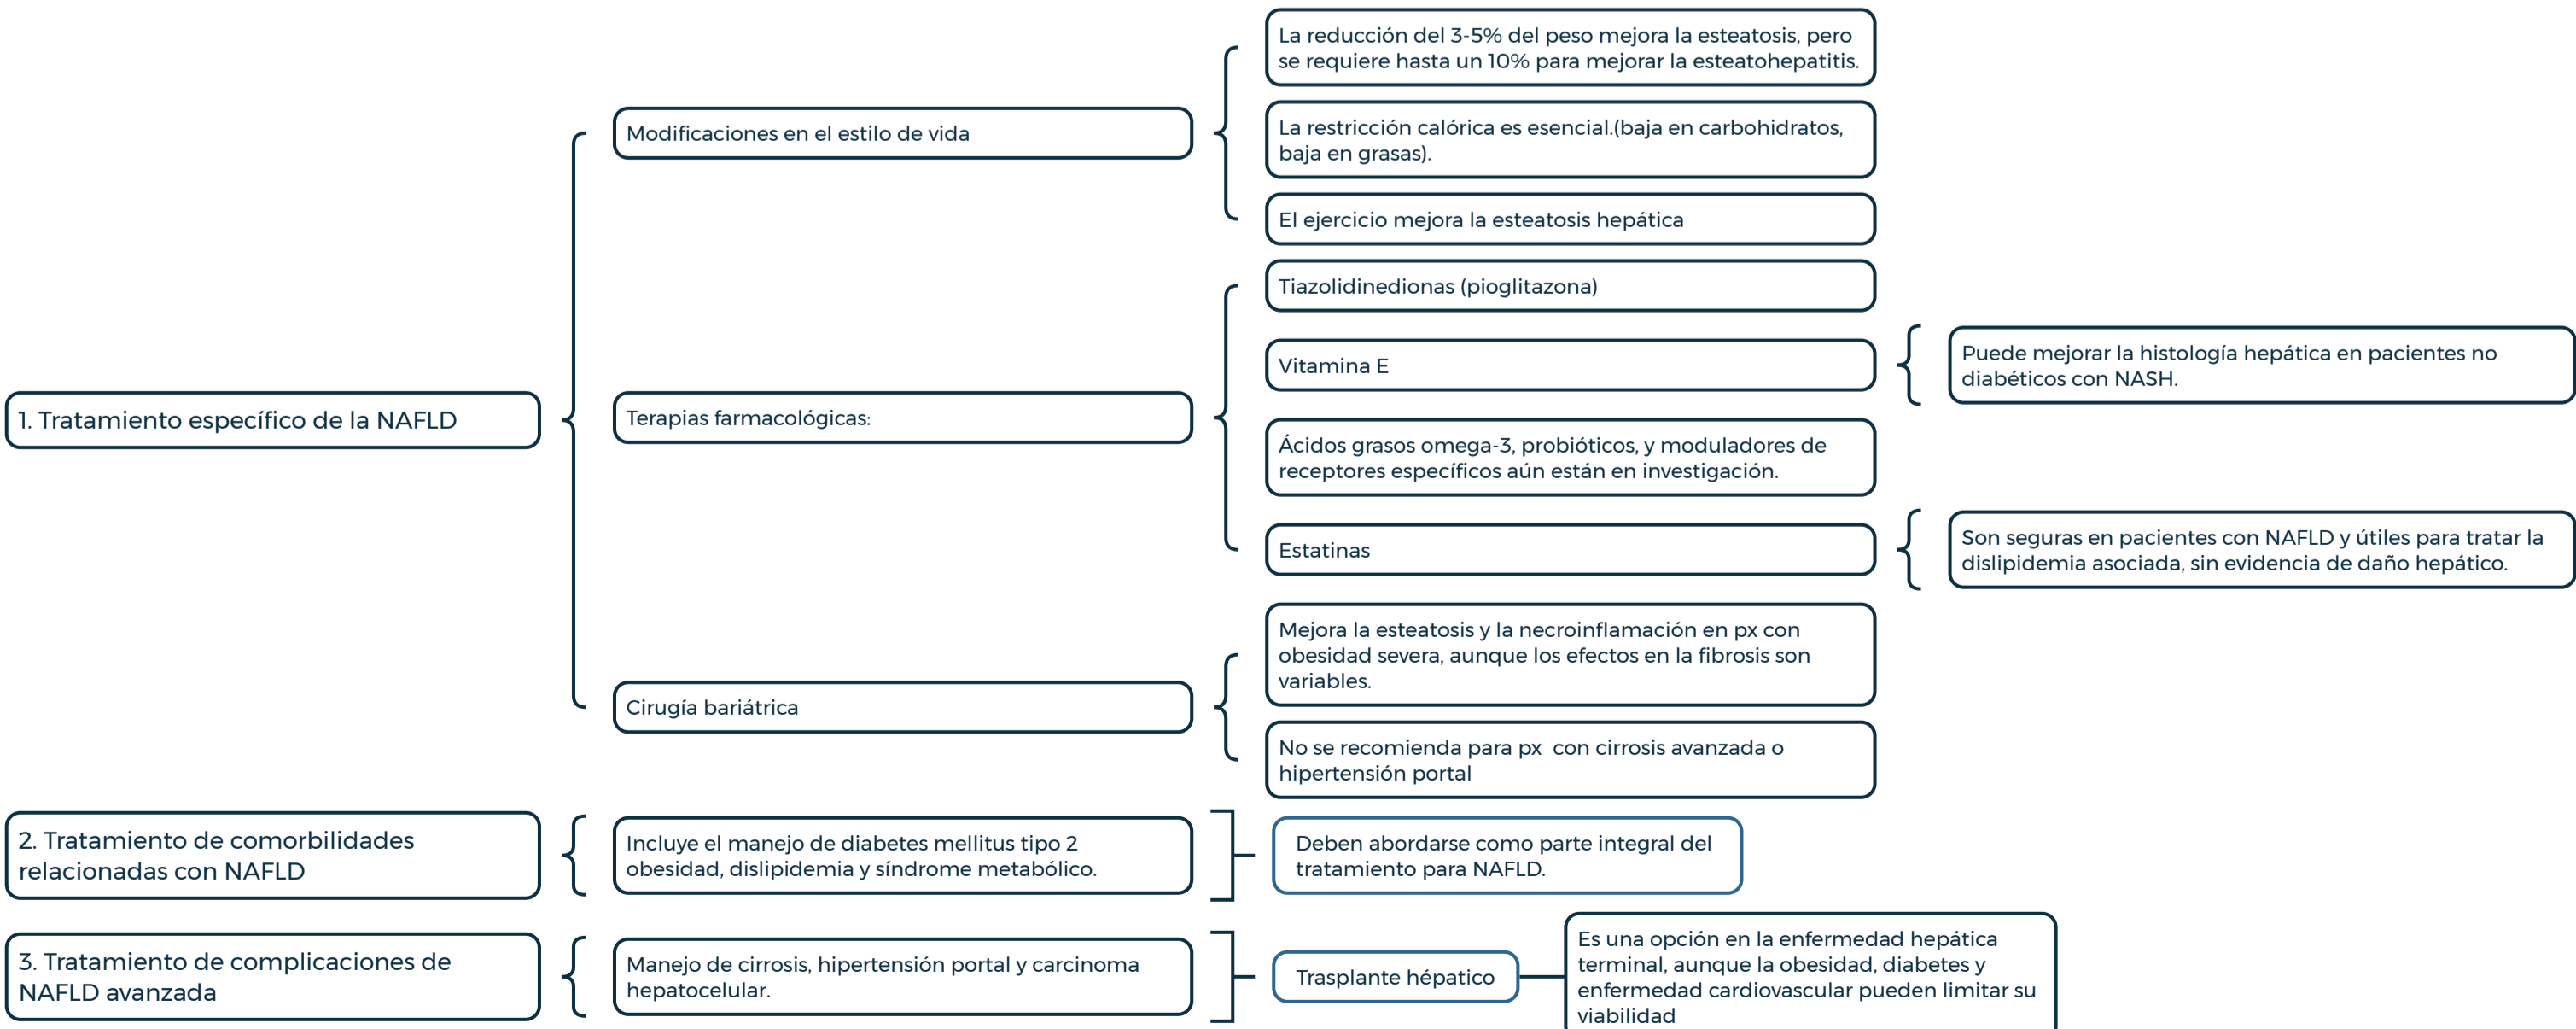 1. Tratamiento específico de la NAFLD
Modificaciones en el estilo de vida
La reducción del 3-5% del peso mejora la esteatosis, pero
se requiere hasta un 10% para mejorar la esteatohepatitis.
La restricción calórica es esencial.(baja en carbohidratos,
baja en grasas).
El ejercicio mejora la esteatosis hepática
Terapias farmacológicas:
Tiazolidinedionas (pioglitazona)
Vitamina E
Puede mejorar la histología hepática en pacientes no
diabéticos con NASH.
Ácidos grasos omega-3, probióticos, y moduladores de
receptores específicos aún están en investigación.
Estatinas
Son seguras en pacientes con NAFLD y útiles para tratar la
dislipidemia asociada, sin evidencia de daño hepático.
Cirugía bariátrica
Mejora la esteatosis y la necroinflamación en px con
obesidad severa, aunque los efectos en la fibrosis son
variables.
No se recomienda para px  con cirrosis avanzada o
hipertensión portal
2. Tratamiento de comorbilidades
relacionadas con NAFLD
Incluye el manejo de diabetes mellitus tipo 2
obesidad, dislipidemia y síndrome metabólico.
Deben abordarse como parte integral del
tratamiento para NAFLD.
3. Tratamiento de complicaciones de
NAFLD avanzada
Manejo de cirrosis, hipertensión portal y carcinoma
hepatocelular.
Trasplante hépatico
Es una opción en la enfermedad hepática
terminal, aunque la obesidad, diabetes y
enfermedad cardiovascular pueden limitar su
viabilidad